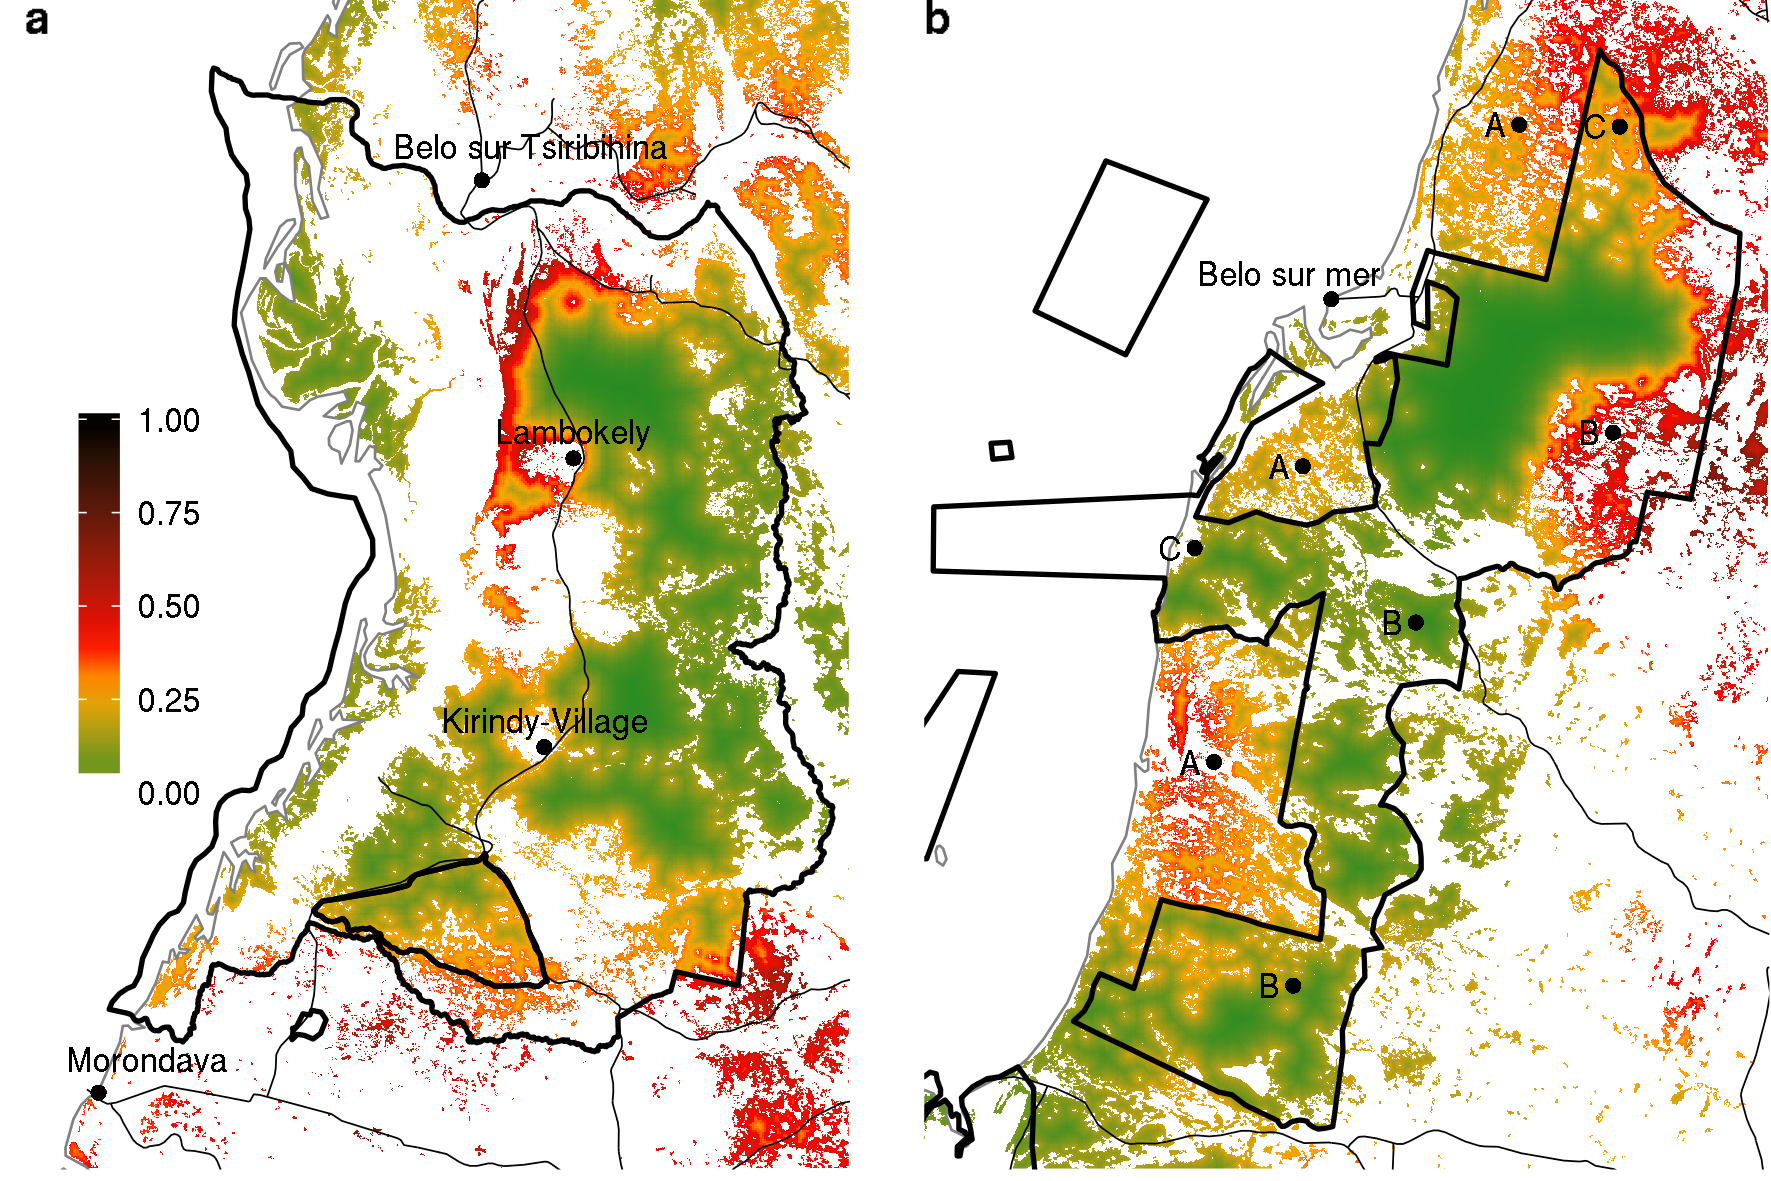 a
Belo sur Tsiribihina
Lambokely
1.00
0.75
0.50
0.25
0.00
Kirindy-Village
Morondava
b
A
C
Belo sur mer
B
A
C
B
A
B